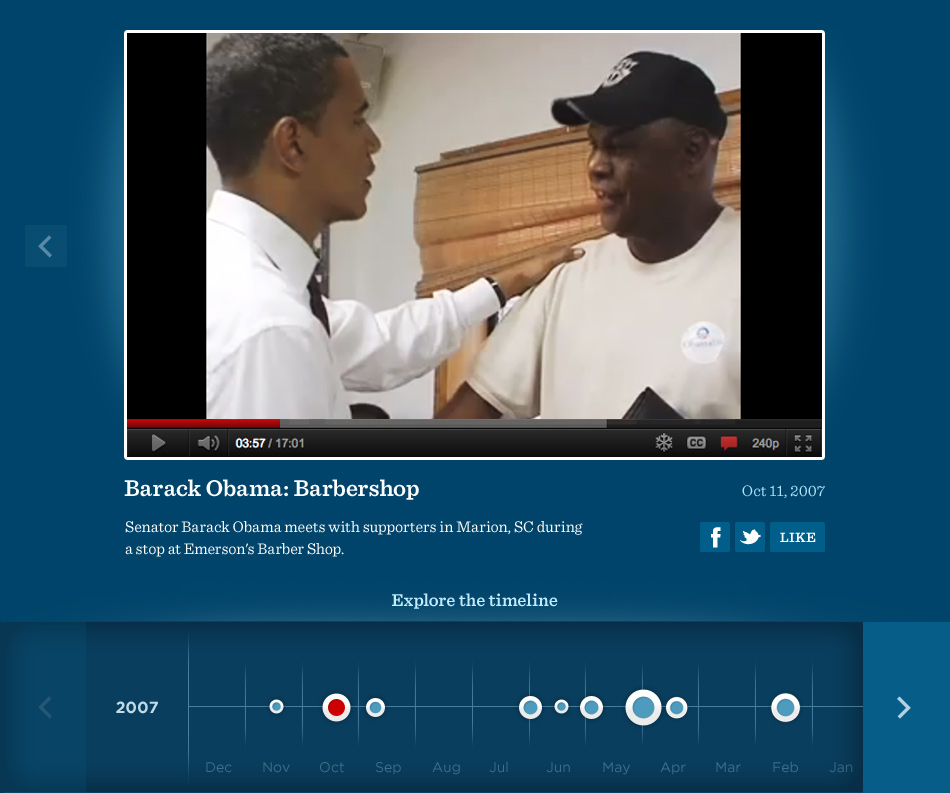 03:57 / 17:01
CC
240p
Barack Obama: Barbershop
Oct 11, 2007
Senator Barack Obama meets with supporters in Marion, SC during
a stop at Emerson's Barber Shop.
LIKE
Explore the timeline
2007
Dec Nov Oct Sep Aug Jul Jun May Apr Mar Feb Jan